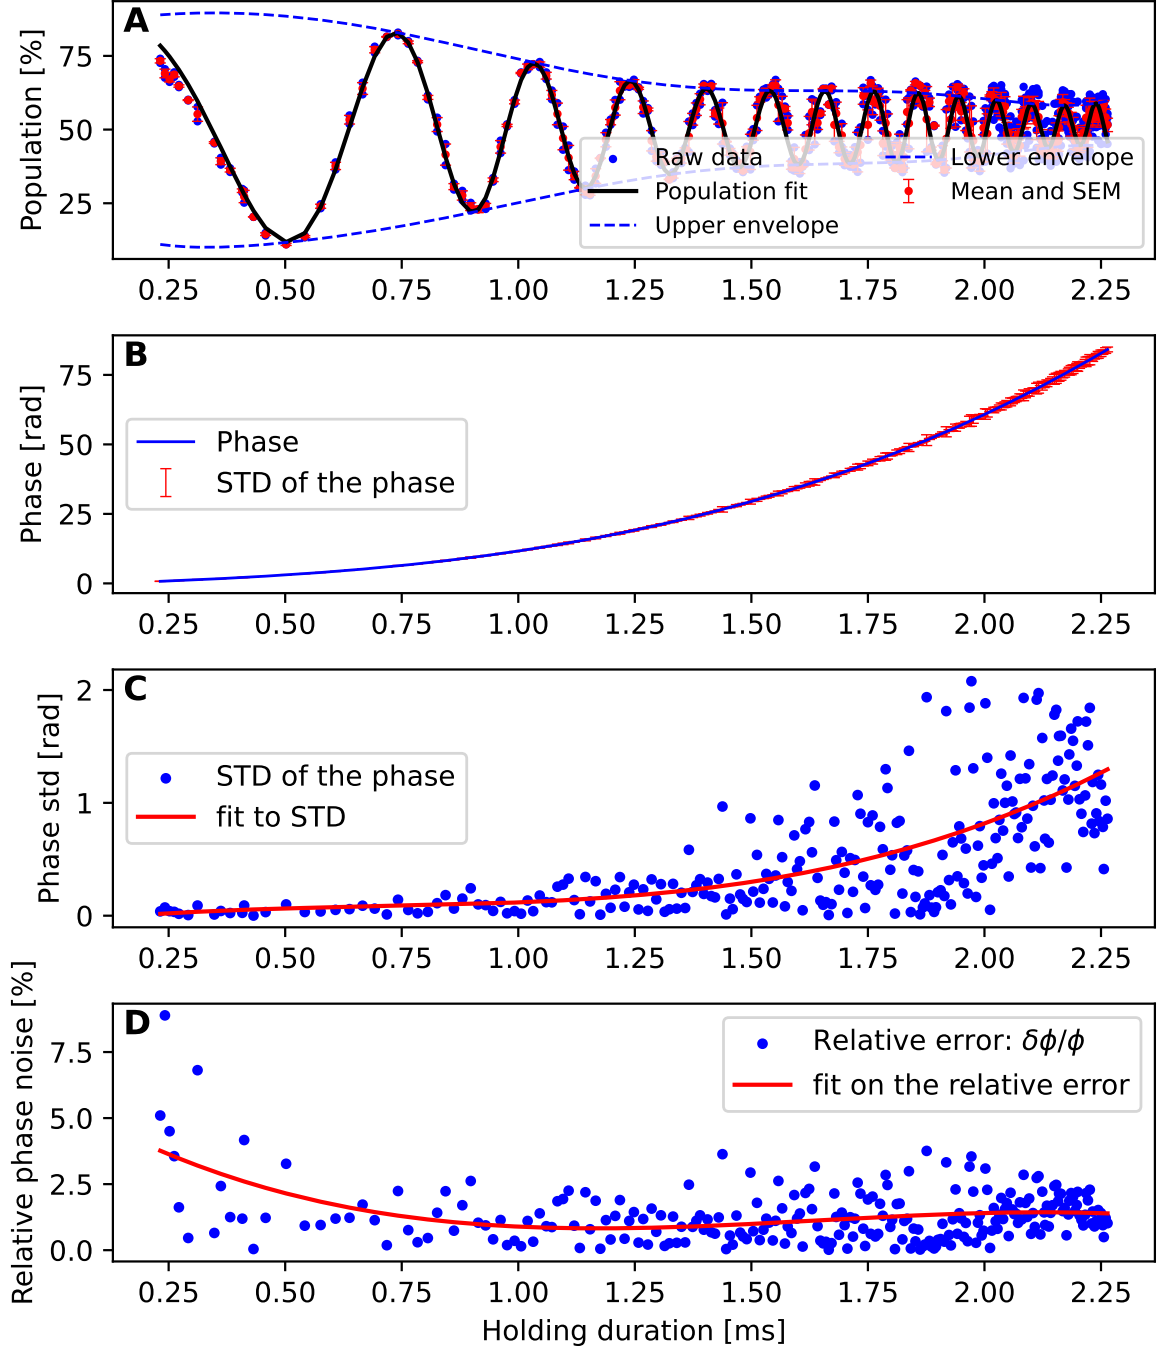 A
Population [%]
75
50
25
Raw data
Population fit
Upper envelope
Lower envelope
Mean and SEM
0.25 0.50 0.75 1.00 1.25 1.50 1.75 2.00 2.25
B
Phase [rad]
75
50
25
0
Phase
STD of the phase
0.25 0.50 0.75 1.00 1.25 1.50 1.75 2.00 2.25
C
Phase std [rad]
2
1
0
STD of the phase
fit to STD
0.25 0.50 0.75 1.00 1.25 1.50 1.75 2.00 2.25
D
Relative phase noise [%]
7.5
5.0
2.5
0.0
Relative error: δϕ/ϕ
fit on the relative error
0.25 0.50 0.75 1.00 1.25 1.50 1.75 2.00 2.25
Holding duration [ms]